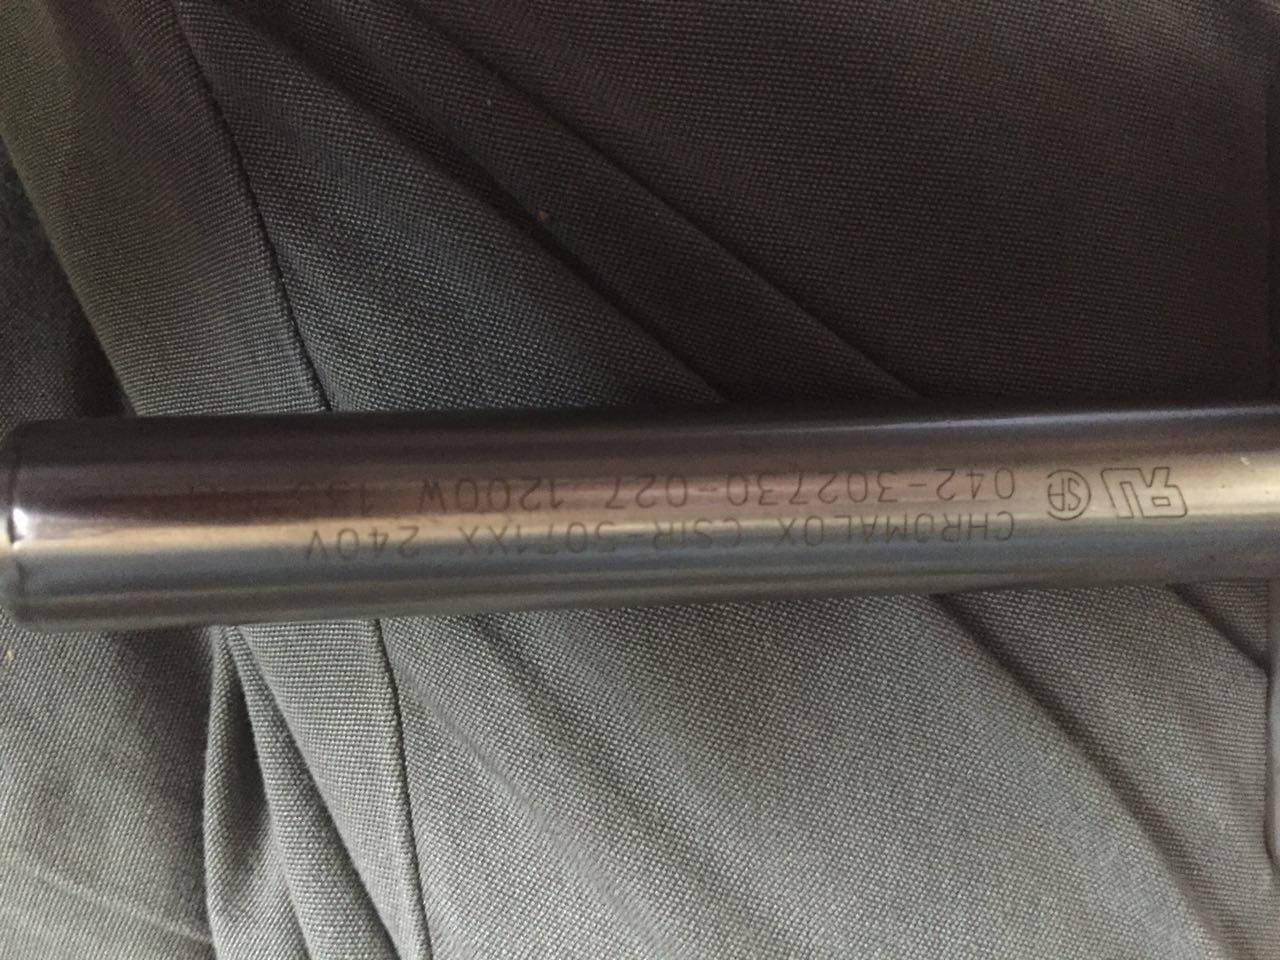 CHROMALOX CSIR-5071XX 240V
042-302730-027 1200W